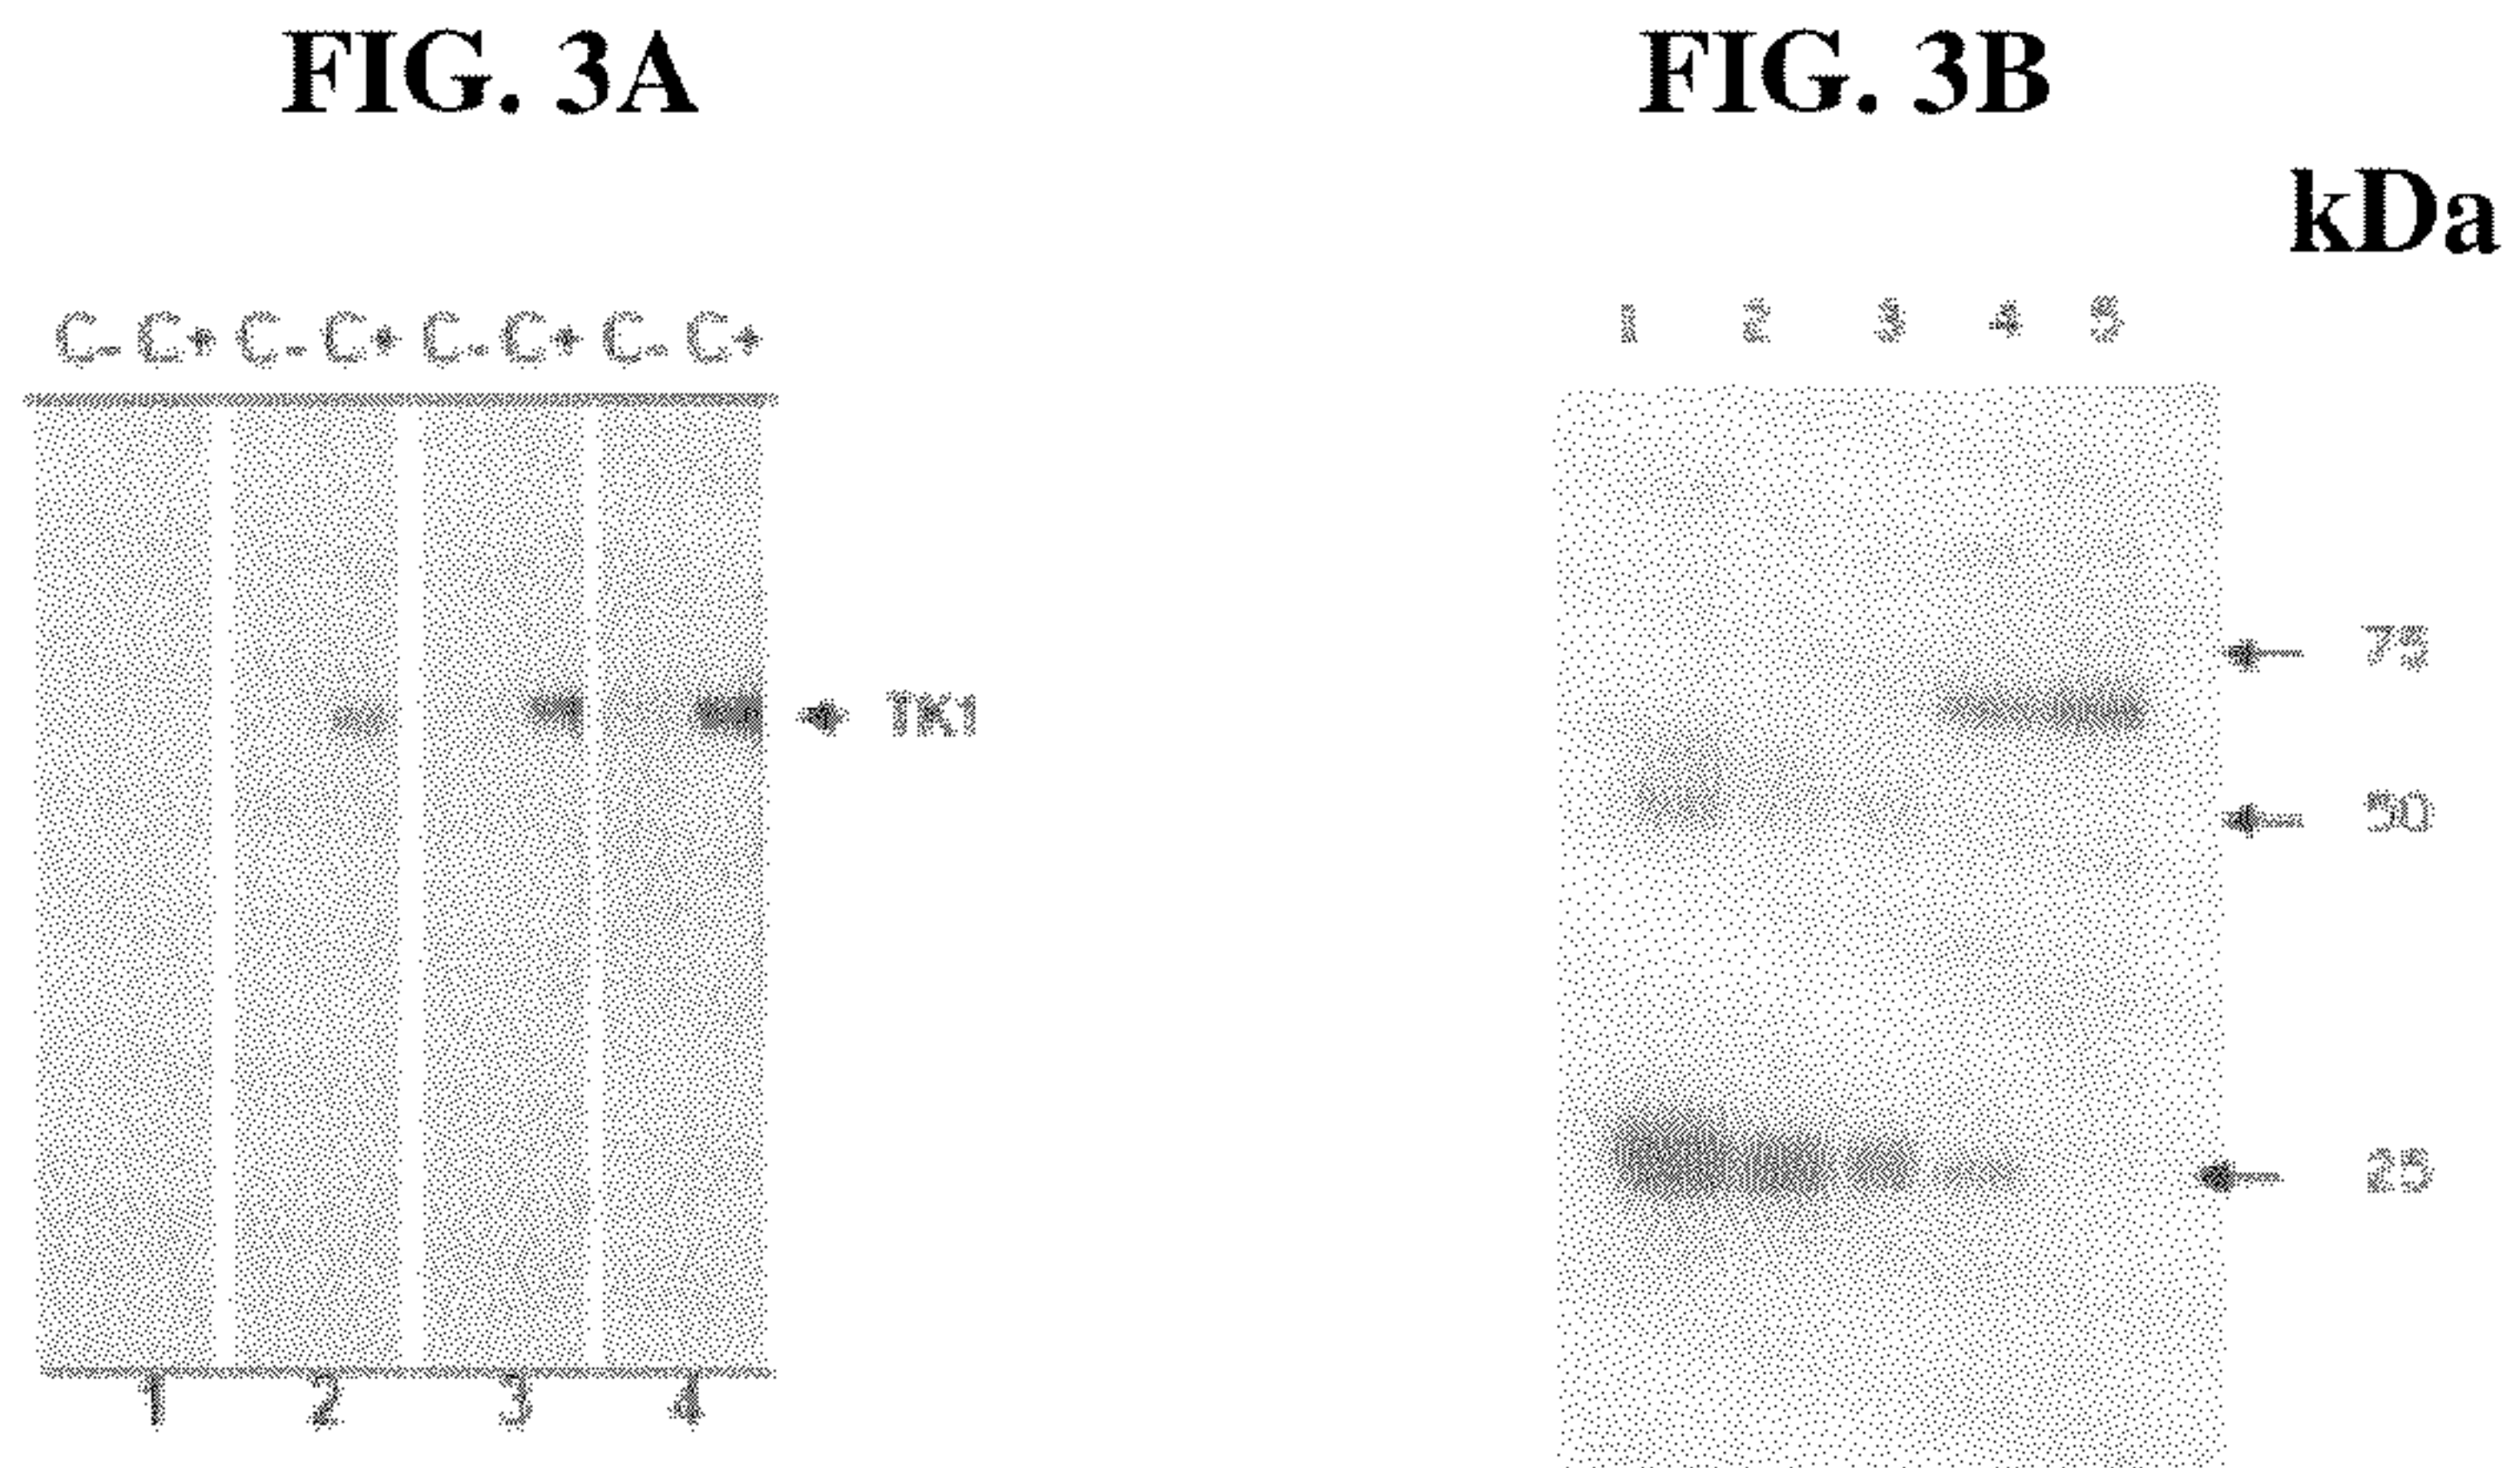 FIG. 3A
FIG. 3B
kDa
C- C+ C- C+ C- C+ C- C+
1 2 3 4 5
75
TK1
50
25
1 2 3 4